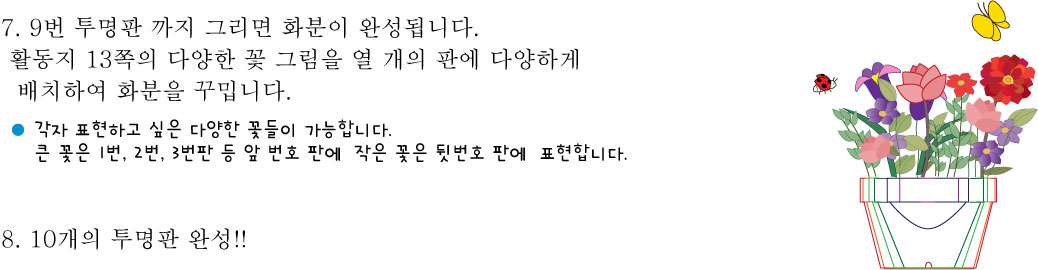 7. 9번 투명판 까지 그리면 화분이 완성됩니다.
활동지 13쪽의 다양한 꽃 그림을 열 개의 판에 다양하게
배치하여 화분을 꾸밉니다.
● 각자 표현하고 싶은 다양한 꽃들이 가능합니다.
큰 꽃은 1번, 2번, 3번판 등 앞 번호 판에 작은 꽃은 뒷번호 판에 표현합니다.
8. 10개의 투명판 완성!!